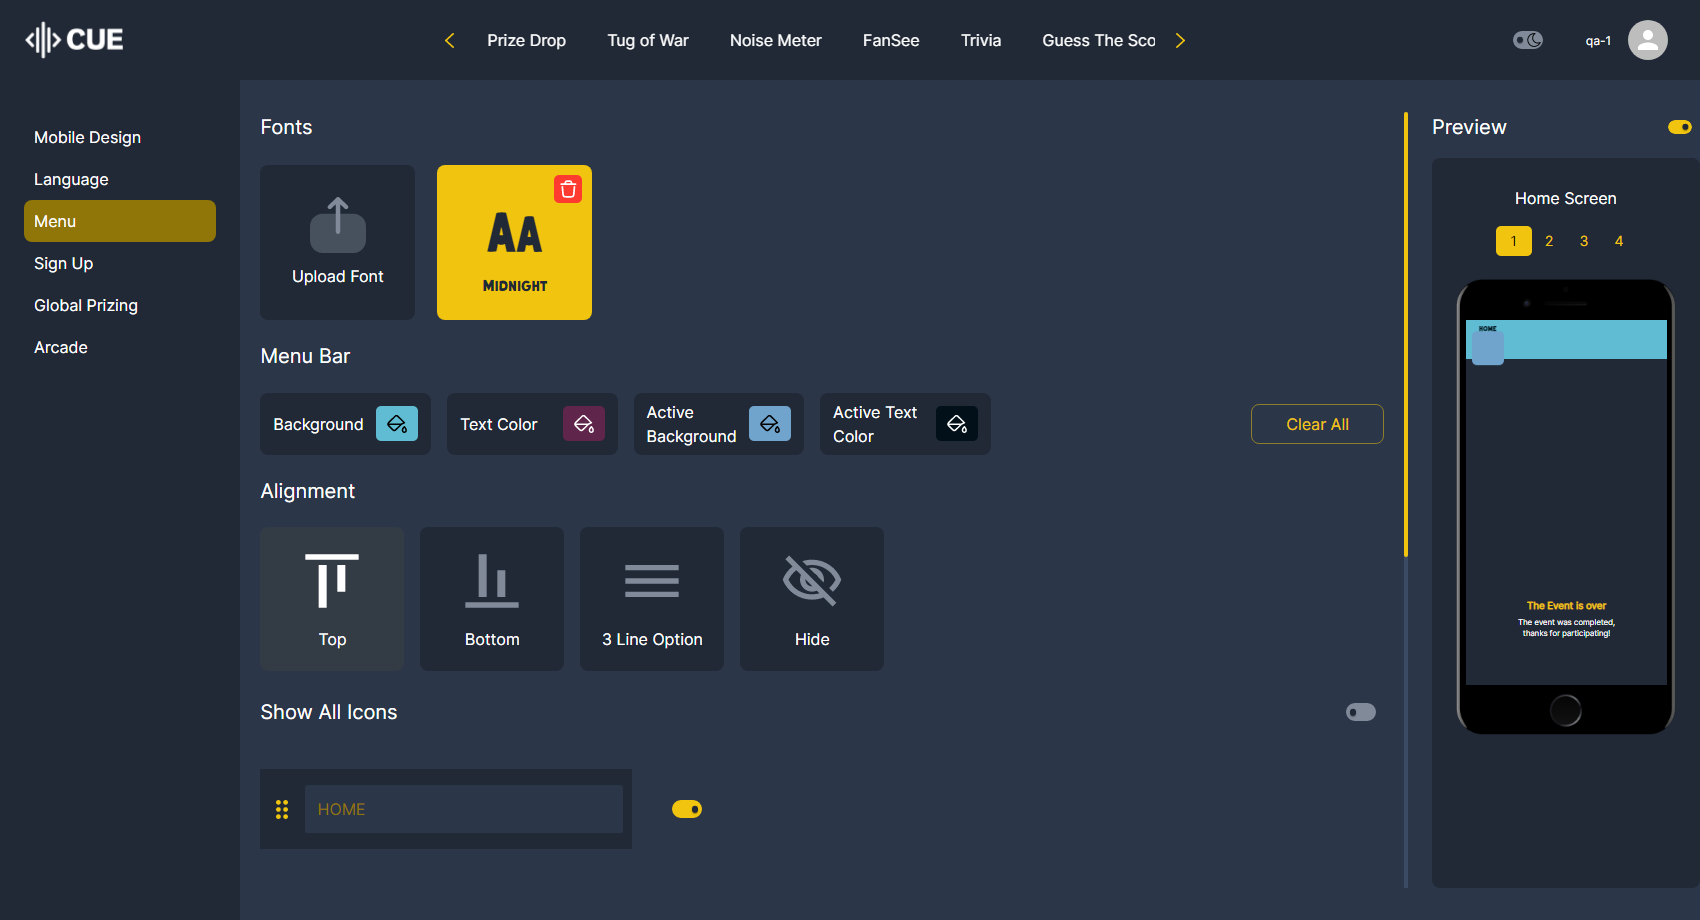 CUE
Prize Drop
Tug of War
Noise Meter
FanSee
Trivia
Guess The Sco
qa-1
Mobile Design
Language
Menu
Sign Up
Global Prizing
Arcade
Fonts
Upload Font
AA
MIDNIGHT
Menu Bar
Background
Text Color
Active
Background
Active Text
Color
Clear All
Alignment
Top
Bottom
3 Line Option
Hide
Show All Icons
HOME
Preview
Home Screen
1 2 3 4
HOME
The Event is over
The event was completed,
thanks for participating!